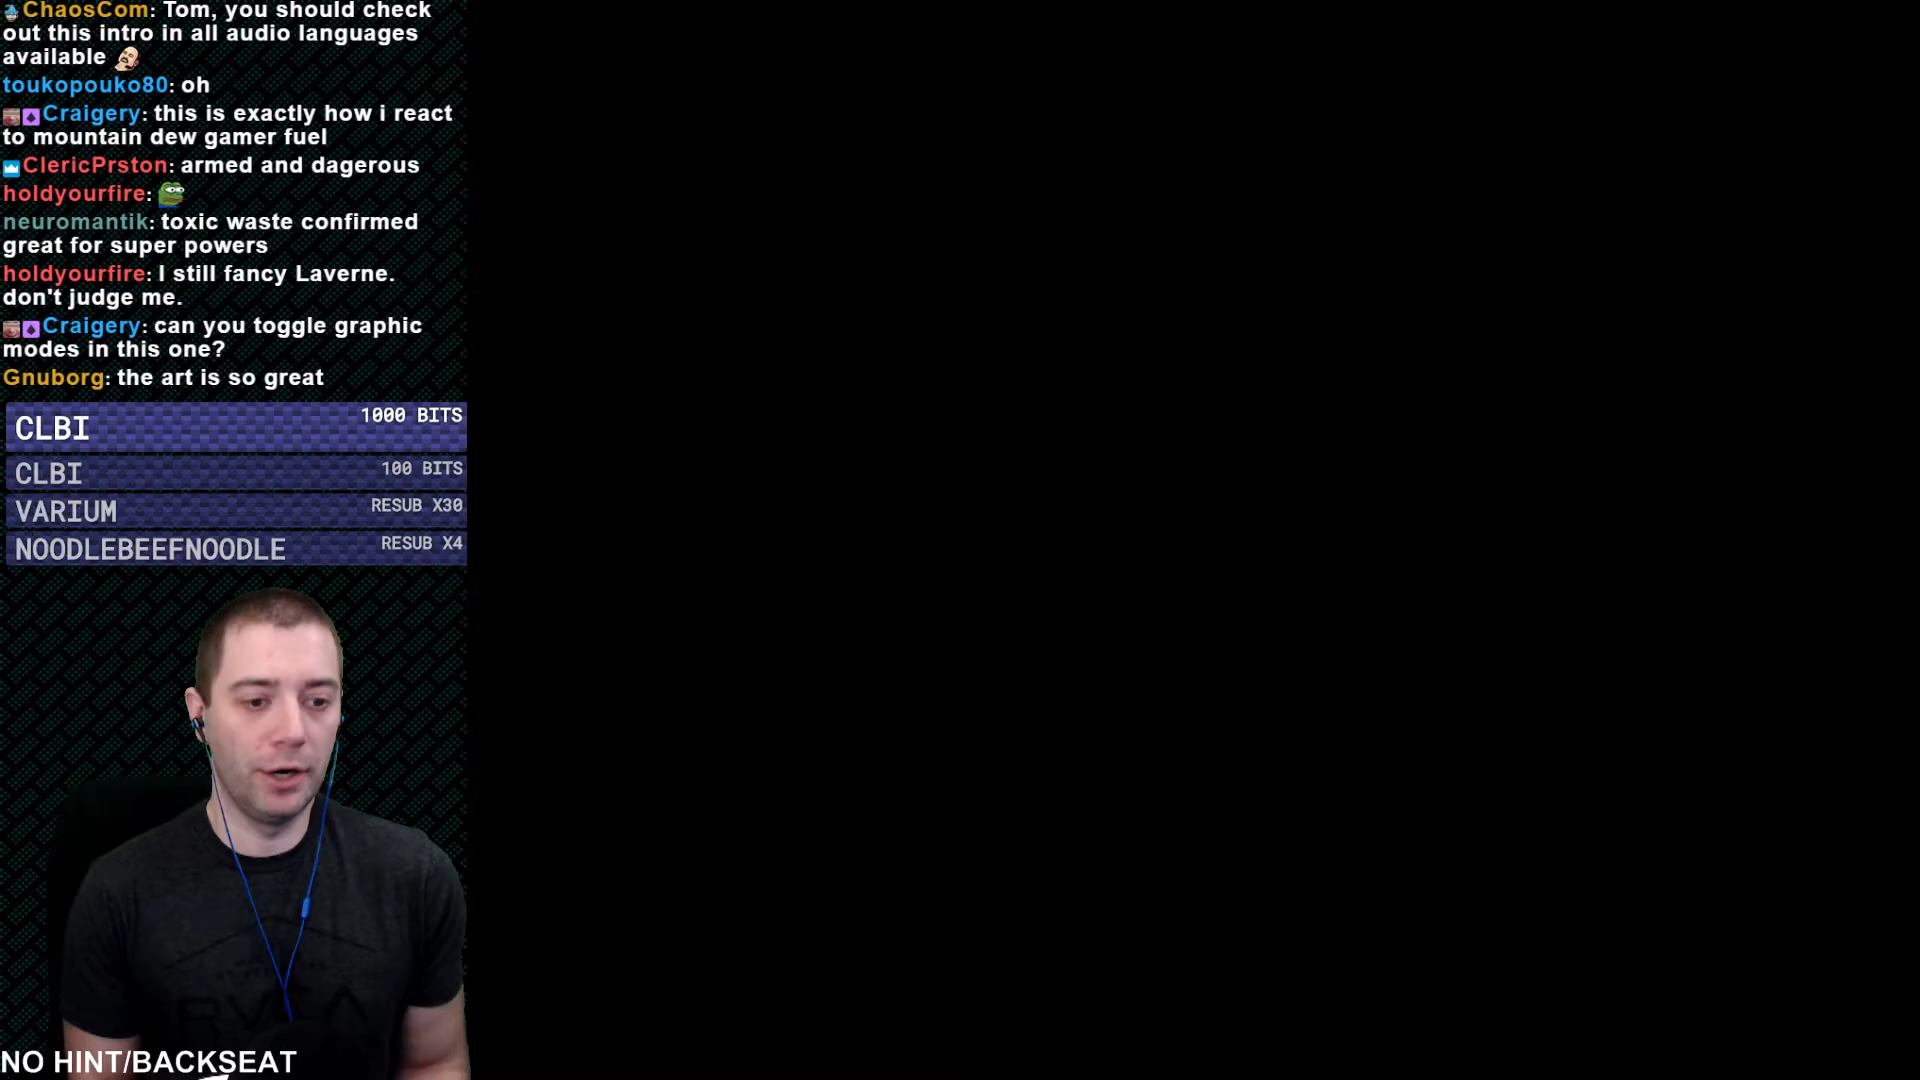 ChaosCom: Tom, you should check
out this intro in all audio languages
available
toukopouko80: oh
Craigery: this is exactly how i react
to mountain dew gamer fuel
ClericPrston: armed and dagerous
holdyourfire:
neuromantik: toxic waste confirmed
great for super powers
holdyourfire: I still fancy Laverne.
don't judge me.
Craigery: can you toggle graphic
modes in this one?
Gnuborg: the art is so great
CLBI 1000 BITS
CLBI 100 BITS
VARIUM RESUB X30
NOODLEBEEFNOODLE RESUB X4
RVCA
NO HINT/BACKSEAT